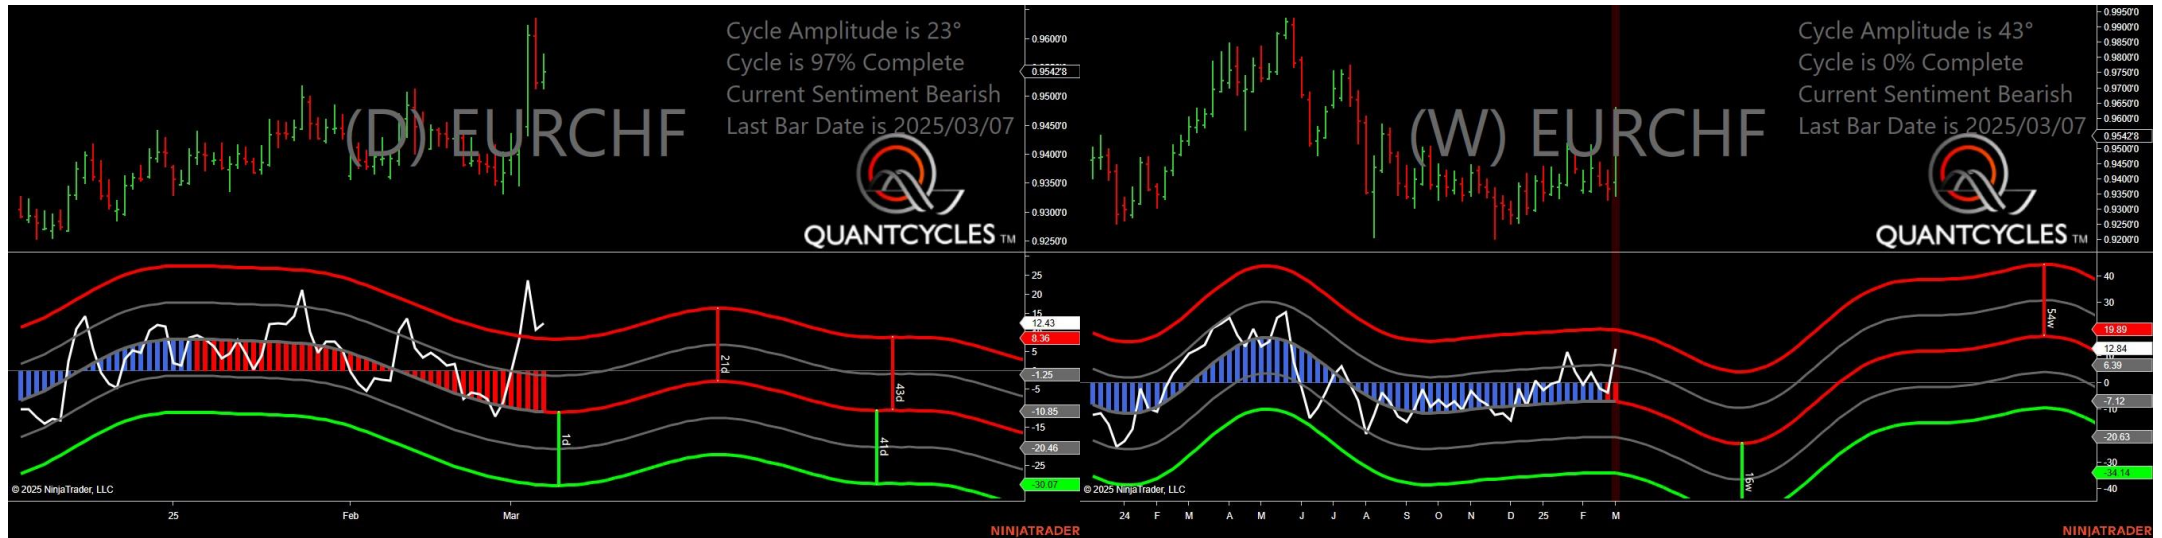 Cycle Amplitude is 23°
Cycle is 97% Complete
Current Sentiment Bearish
Last Bar Date is 2025/03/07
(D) EURCHF
QUANTCYCLES TM
0.9600'0
0.9542'8
0.9500'0
0.9450'0
0.9400'0
0.9350'0
0.9300'0
0.9250'0
25
20
15
12.43
8.36
5
-1.25
-5
-10.85
-15
-20.46
-25
-30.07
21d
43d
1d
41d
© 2025 NinjaTrader, LLC
25
Feb
Mar
NINJATRADER
Cycle Amplitude is 43°
Cycle is 0% Complete
Current Sentiment Bearish
Last Bar Date is 2025/03/07
(W) EURCHF
QUANTCYCLES TM
0.9950'0
0.9900'0
0.9850'0
0.9800'0
0.9750'0
0.9700'0
0.9650'0
0.9600'0
0.9542'8
0.9500'0
0.9450'0
0.9400'0
0.9350'0
0.9300'0
0.9250'0
0.9200'0
40
30
19.89
12.84
6.39
0
-7.12
-10
-20.63
-30
-34.14
-40
54w
16w
© 2025 NinjaTrader, LLC
24 F M A M J J A S O N D 25 F M
NINJATRADER